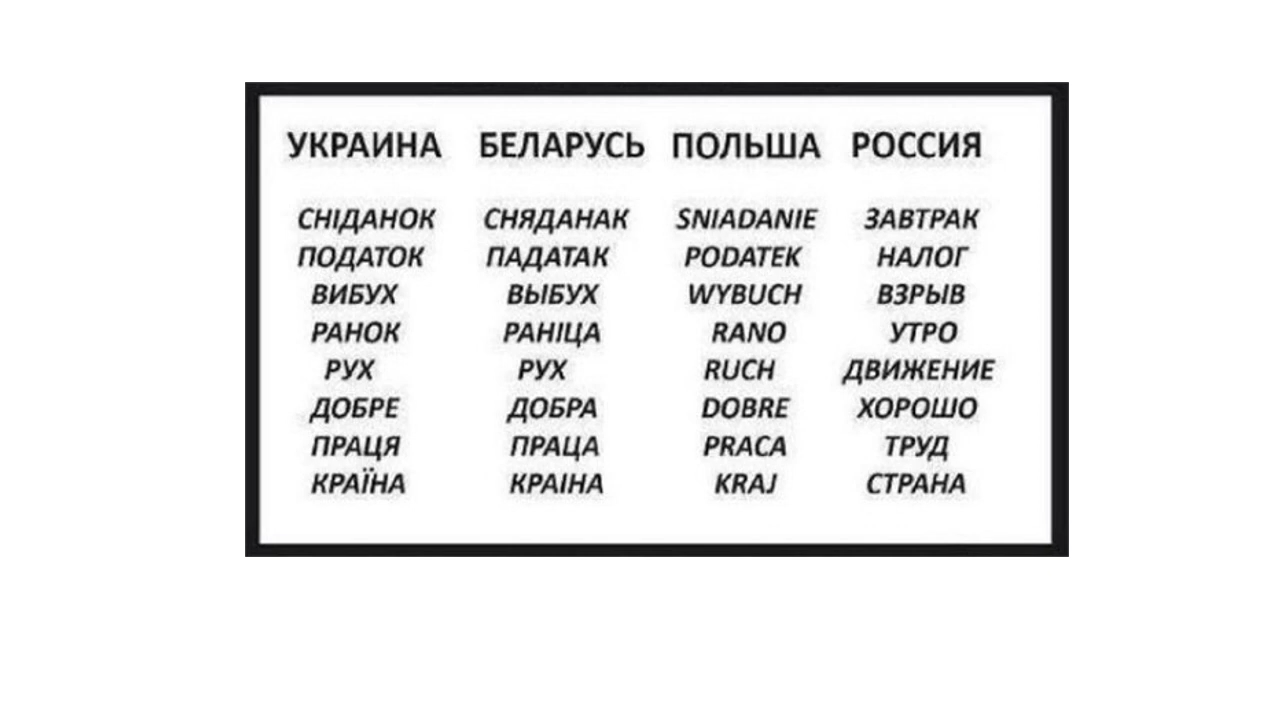 УКРАИНА БЕЛАРУСЬ ПОЛЬША РОССИЯ
СНІДАНОК СНЯДАНАК SNIADANIE ЗАВТРАК
ПОДАТОК ПАДАТАК PODATEK НАЛОГ
ВИБУХ ВЫБУХ WYBUCH ВЗРЫВ
РАНОК РАНІЦА RANO УТРО
РУХ РУХ RUCH ДВИЖЕНИЕ
ДОБРЕ ДОБРА DOBRE ХОРОШО
ПРАЦЯ ПРАЦА PRACA ТРУД
КРАЇНА КРАІНА KRAJ СТРАНА